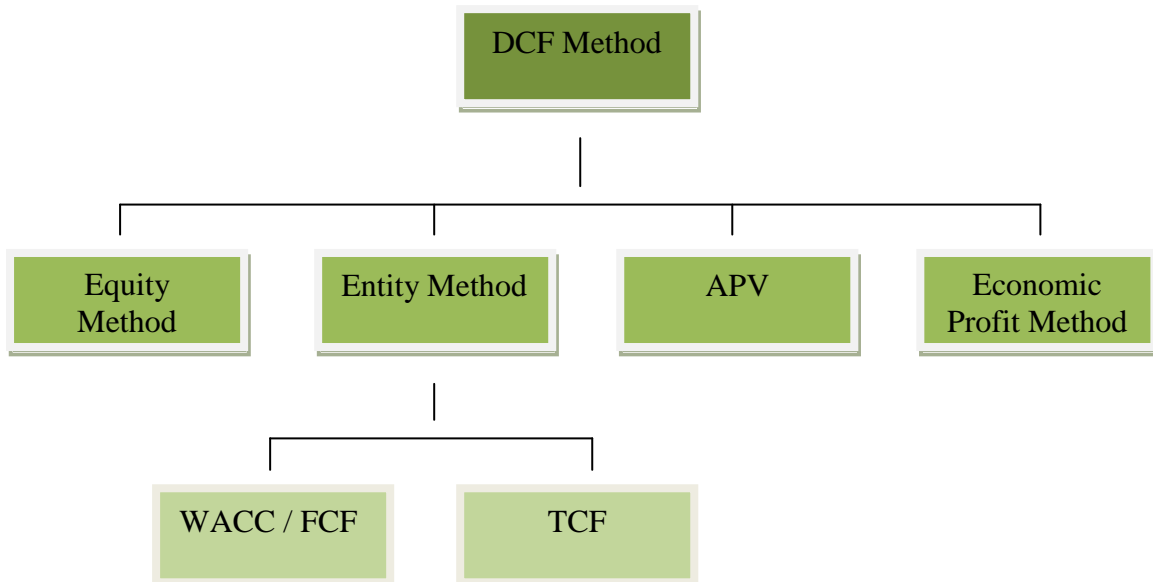 DCF Method
Equity
Method
Entity Method
APV
Economic
Profit Method
WACC / FCF
TCF